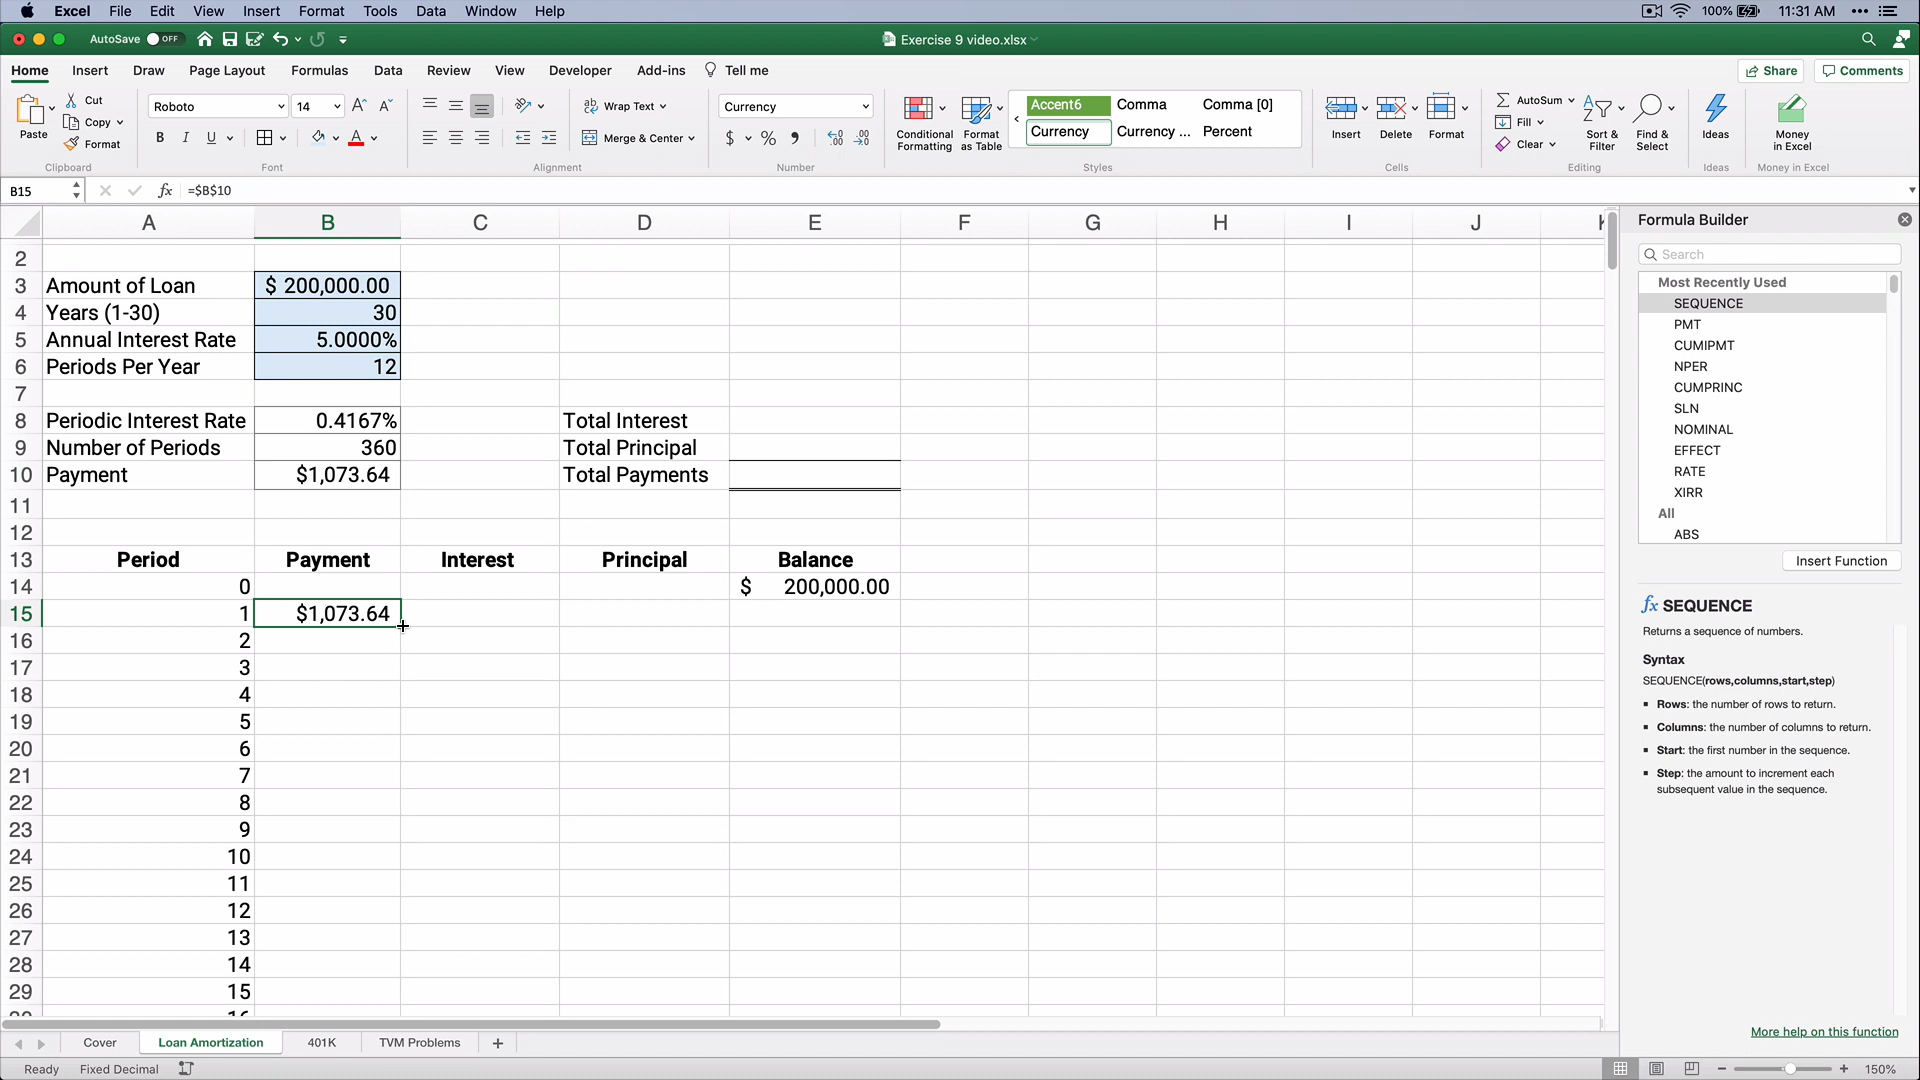 Excel File Edit View Insert Format Tools Data Window Help 100% 11:31 AM
AutoSave OFF Exercise 9 video.xlsx
Home Insert Draw Page Layout Formulas Data Review View Developer Add-ins Tell me Share Comments
Paste Cut Copy Format
Clipboard
Roboto 14 A A
B I U A
Font
Wrap Text
Merge & Center
Alignment
Currency
$ % ,
Number
Conditional Formatting
Format as Table
Accent6 Comma Comma [0]
Currency Currency ... Percent
Styles
Insert Delete Format
Cells
AutoSum
Fill
Clear
Sort & Filter
Find & Select
Editing
Ideas
Ideas
Money in Excel
Money in Excel
B15 fx =$B$10
A B C D E F G H I J
2
3 Amount of Loan $ 200,000.00
4 Years (1-30) 30
5 Annual Interest Rate 5.0000%
6 Periods Per Year 12
7
8 Periodic Interest Rate 0.4167% Total Interest
9 Number of Periods 360 Total Principal
10 Payment $1,073.64 Total Payments
11
12
13 Period Payment Interest Principal Balance
14 0 $ 200,000.00
15 1 $1,073.64
16 2
17 3
18 4
19 5
20 6
21 7
22 8
23 9
24 10
25 11
26 12
27 13
28 14
29 15
Formula Builder
Search
Most Recently Used
SEQUENCE
PMT
CUMIPMT
NPER
CUMPRINC
SLN
NOMINAL
EFFECT
RATE
XIRR
All
ABS
Insert Function
fx SEQUENCE
Returns a sequence of numbers.
Syntax
SEQUENCE(rows,columns,start,step)
▪ Rows: the number of rows to return.
▪ Columns: the number of columns to return.
▪ Start: the first number in the sequence.
▪ Step: the amount to increment each
subsequent value in the sequence.
More help on this function
Cover Loan Amortization 401K TVM Problems +
Ready Fixed Decimal 150%